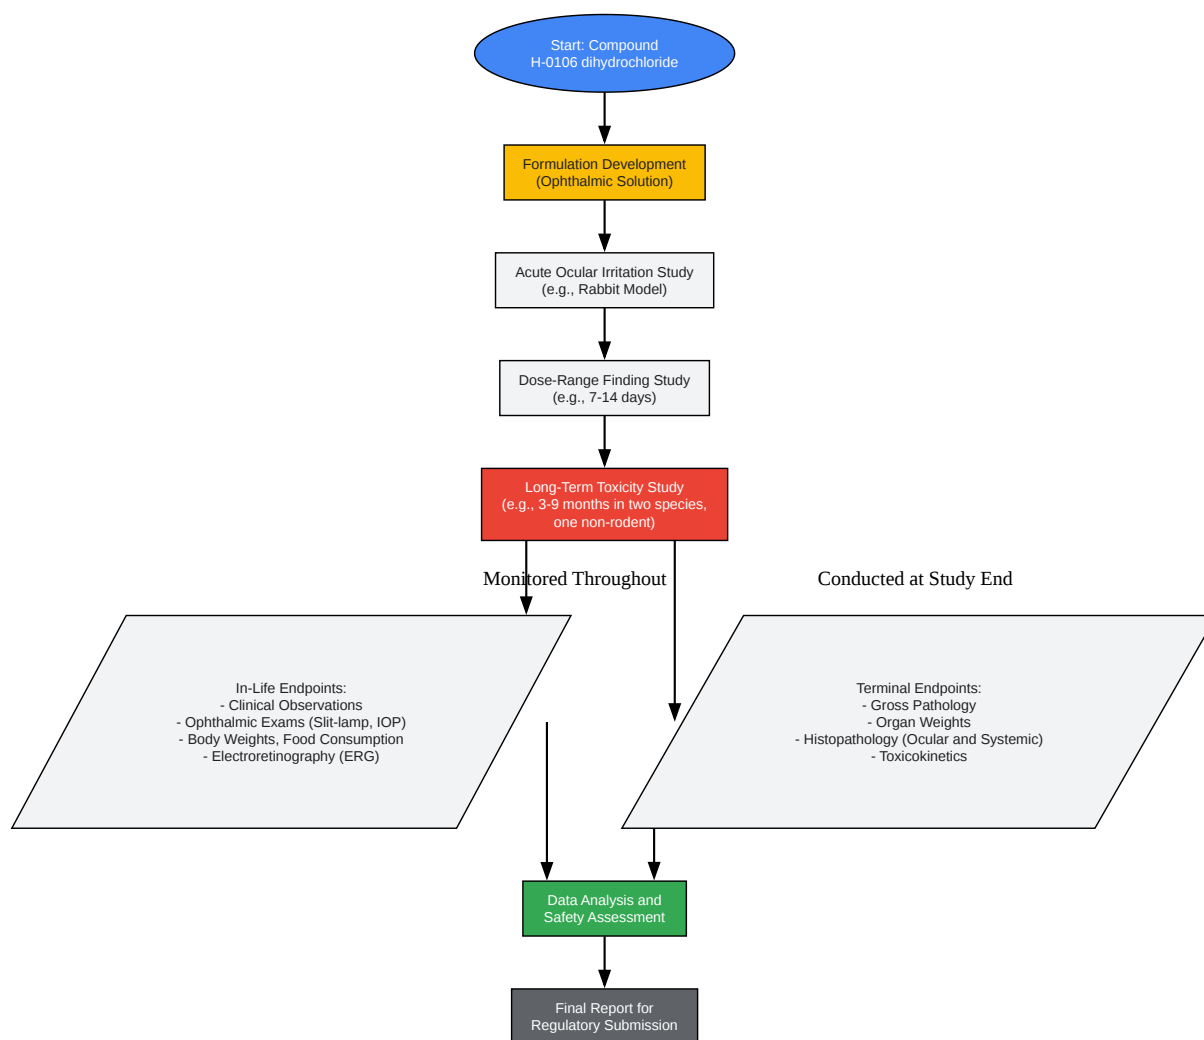 Start: Compound
H-0106 dihydrochloride
Formulation Development
(Ophthalmic Solution)
Acute Ocular Irritation Study
(e.g., Rabbit Model)
Dose-Range Finding Study
(e.g., 7-14 days)
Long-Term Toxicity Study
(e.g., 3-9 months in two species,
one non-rodent)
Monitored Throughout
Conducted at Study End
In-Life Endpoints:
- Clinical Observations
- Ophthalmic Exams (Slit-lamp, IOP)
- Body Weights, Food Consumption
- Electroretinography (ERG)
Terminal Endpoints:
- Gross Pathology
- Organ Weights
- Histopathology (Ocular and Systemic)
- Toxicokinetics
Data Analysis and
Safety Assessment
Final Report for
Regulatory Submission